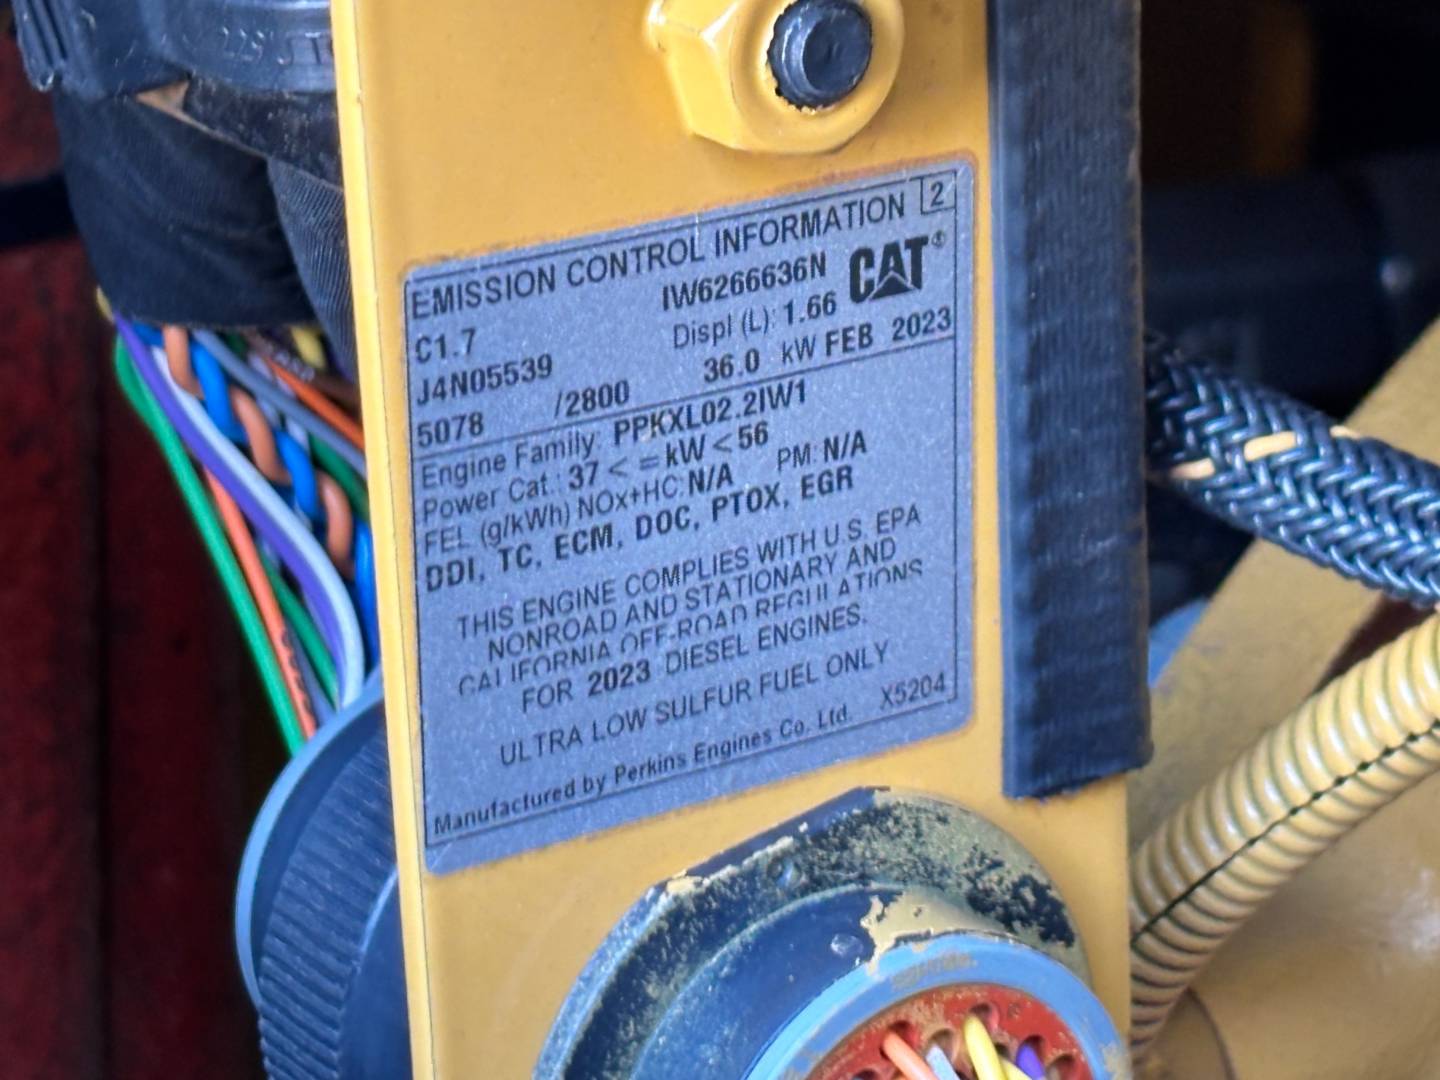 EMISSION CONTROL INFORMATION 2
C1.7 IW6266636N CAT®
J4N05539 Displ (L): 1.66
5078 /2800 36.0 kW FEB 2023
Engine Family: PPKXL02.2IW1
Power Cat.: 37 < = kW < 56
FEL (g/kWh) NOx+HC: N/A PM: N/A
DDI, TC, ECM, DOC, PTOX, EGR
THIS ENGINE COMPLIES WITH U.S. EPA
NONROAD AND STATIONARY AND
CALIFORNIA OFF-ROAD REGULATIONS
FOR 2023 DIESEL ENGINES.
ULTRA LOW SULFUR FUEL ONLY
Manufactured by Perkins Engines Co. Ltd. X5204